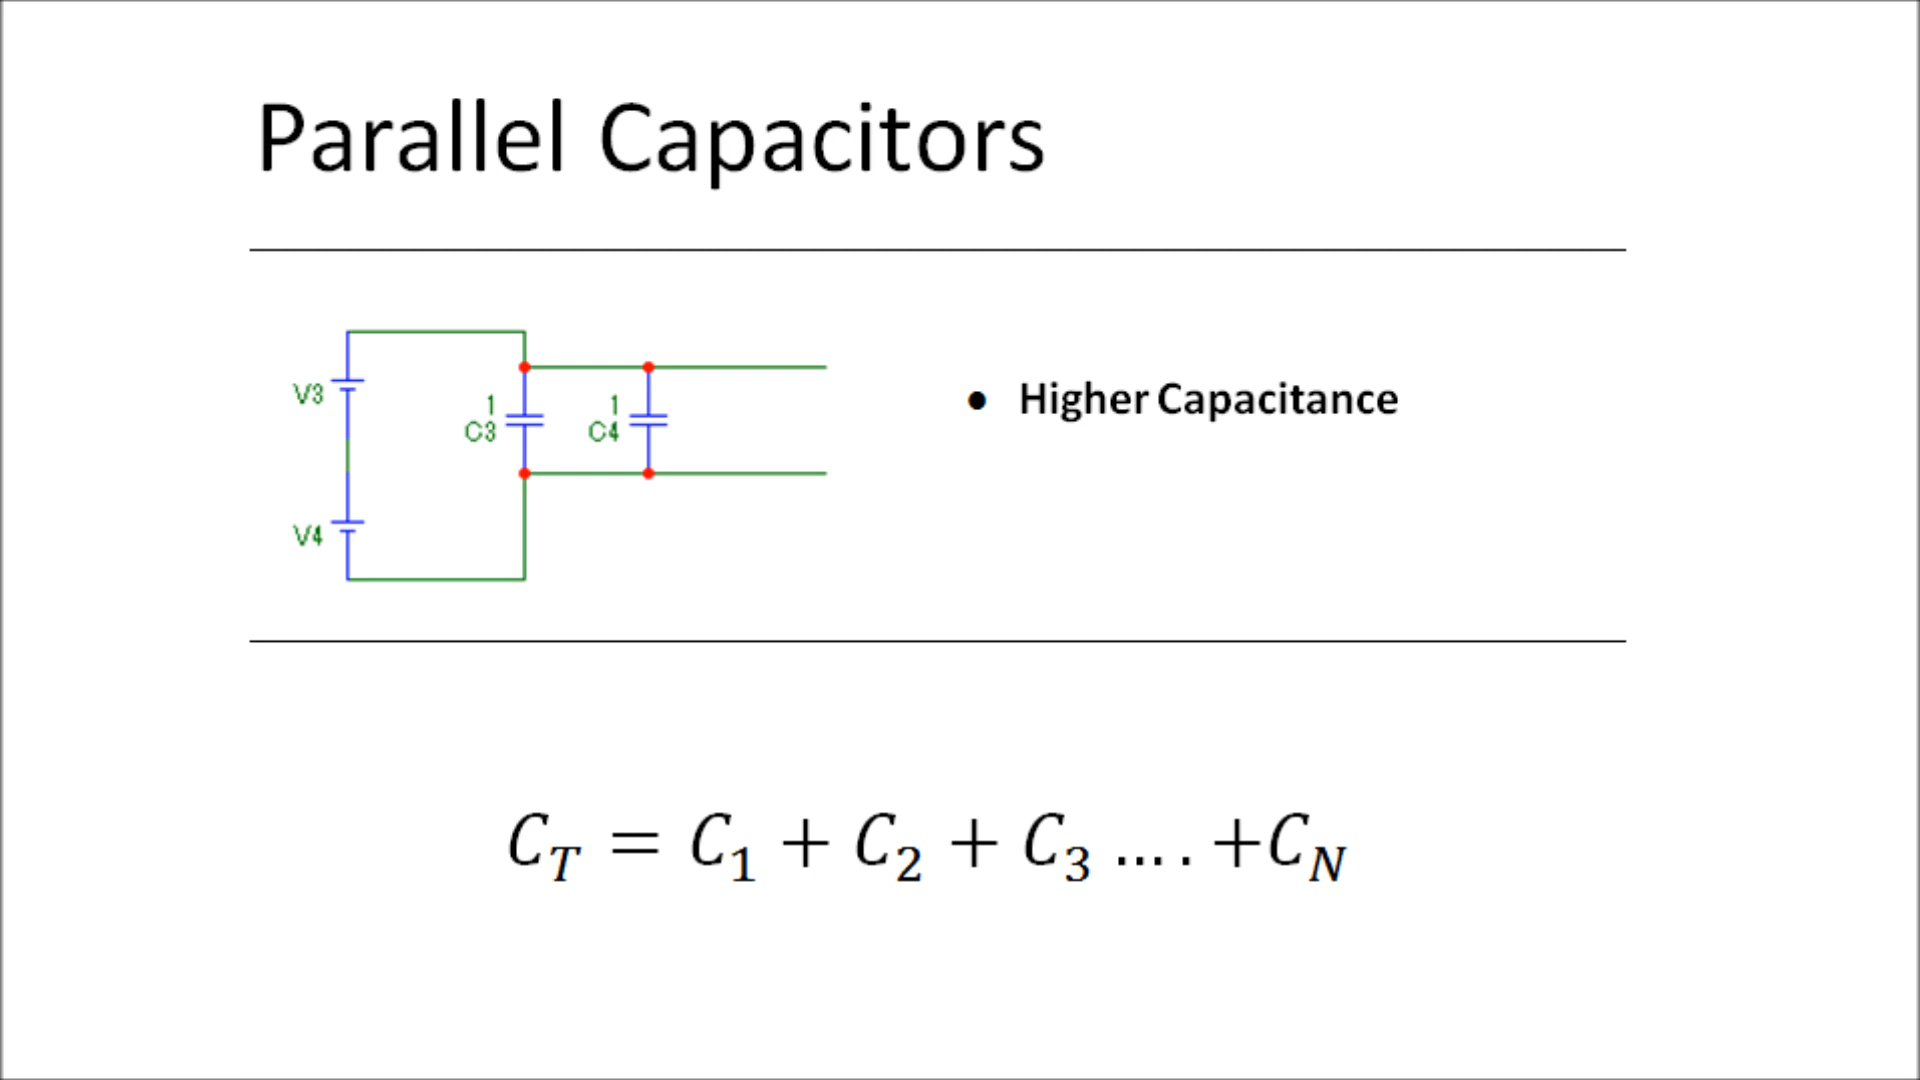 Parallel Capacitors
V3
1
C3
1
C4
V4
• Higher Capacitance
C_T = C_1 + C_2 + C_3 .... +C_N